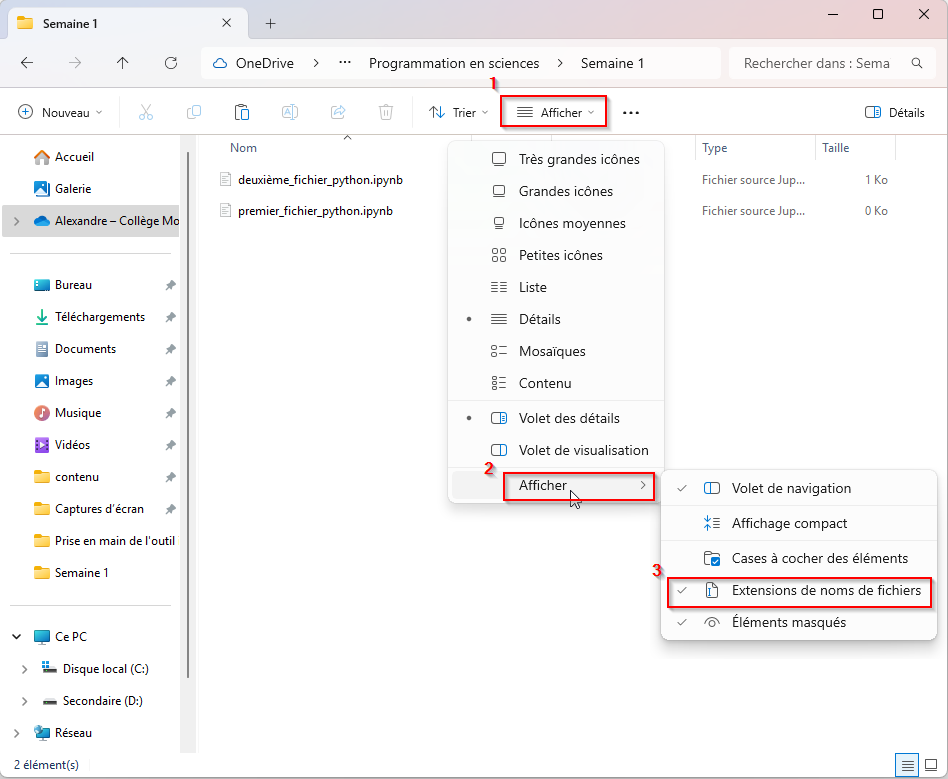 Semaine 1
OneDrive > ··· Programmation en sciences > Semaine 1
Rechercher dans : Sema
1
Nouveau
Trier
Afficher
Détails
Nom
Type
Taille
deuxième_fichier_python.ipynb
Fichier source Jup...
1 Ko
premier_fichier_python.ipynb
Fichier source Jup...
0 Ko
Accueil
Galerie
Alexandre – Collège Mo
Bureau
Téléchargements
Documents
Images
Musique
Vidéos
contenu
Captures d'écran
Prise en main de l'outil
Semaine 1
Ce PC
Disque local (C:)
Secondaire (D:)
Réseau
Très grandes icônes
Grandes icônes
Icônes moyennes
Petites icônes
Liste
Détails
Mosaïques
Contenu
Volet des détails
Volet de visualisation
2
Afficher
Volet de navigation
Affichage compact
Cases à cocher des éléments
3
Extensions de noms de fichiers
Éléments masqués
2 élément(s)